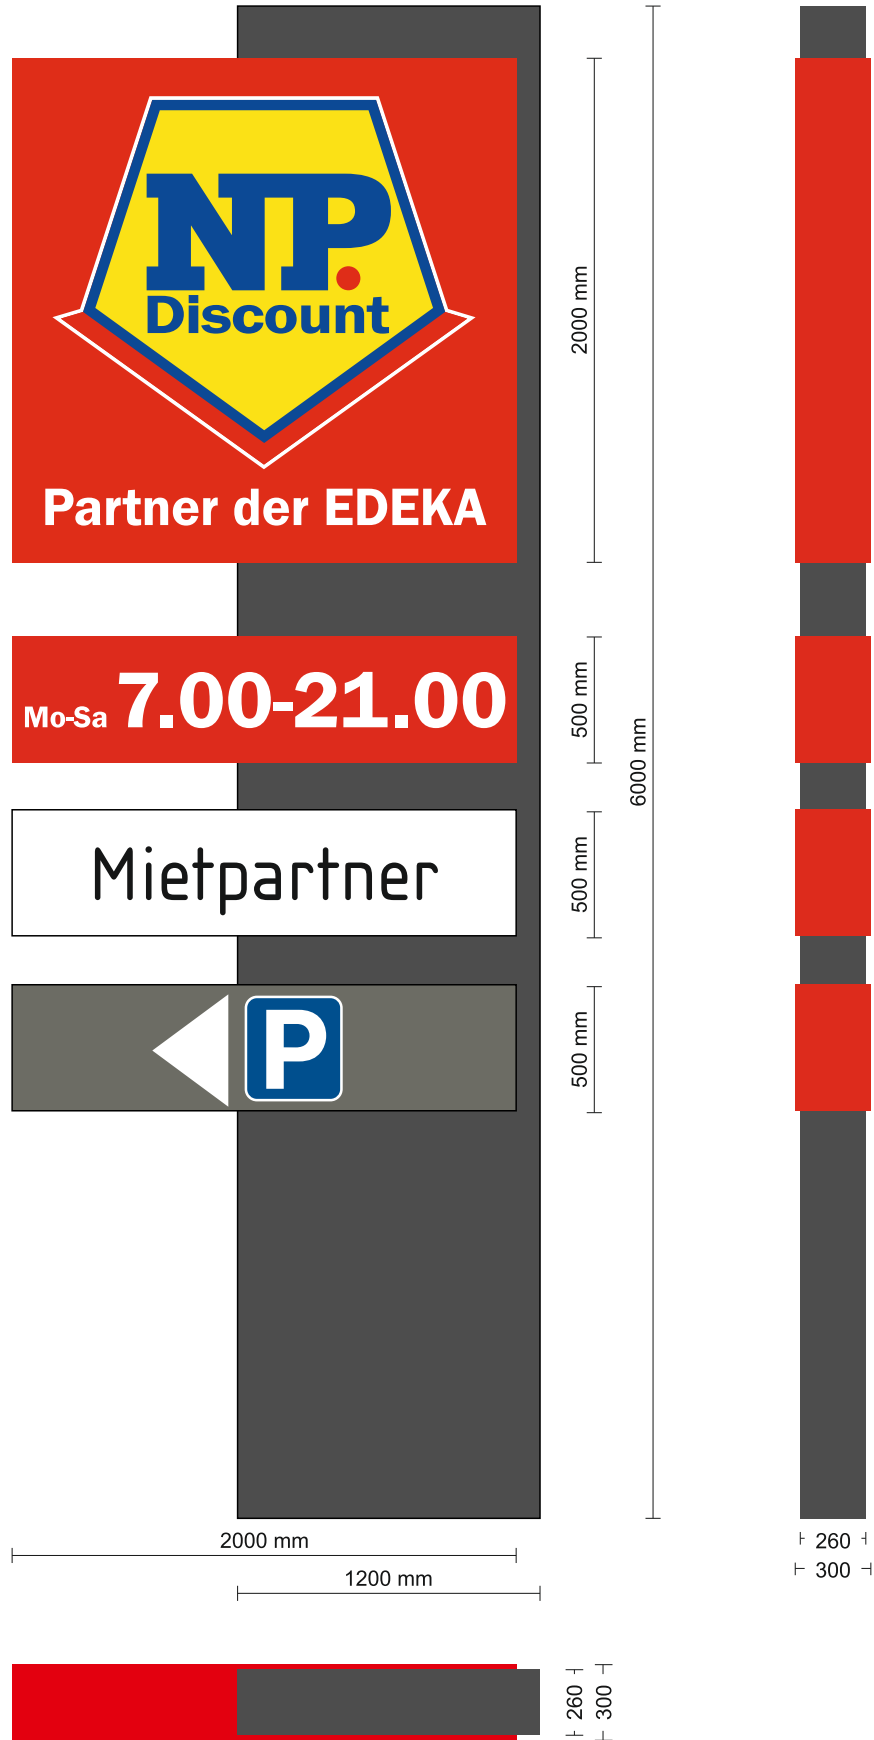 NP.
Discount
Partner der EDEKA
2000 mm
Mo-Sa 7.00-21.00
500 mm
6000 mm
Mietpartner
500 mm
P
500 mm
2000 mm
1200 mm
260
300
260
300